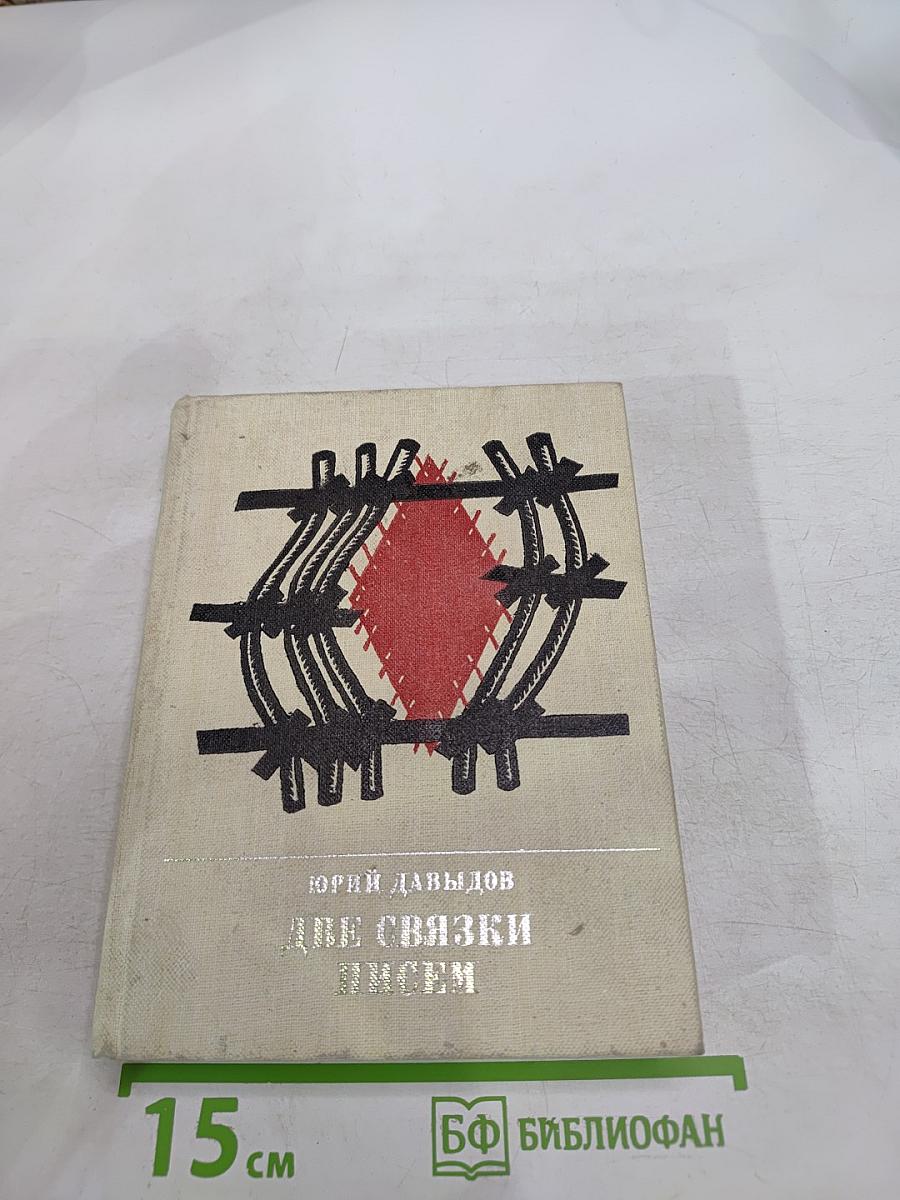 ЮРИЙ ДАВЫДОВ
ДВЕ СВЯЗКИ
ПИСЕМ
15 см
БФ БИБЛИОФАН